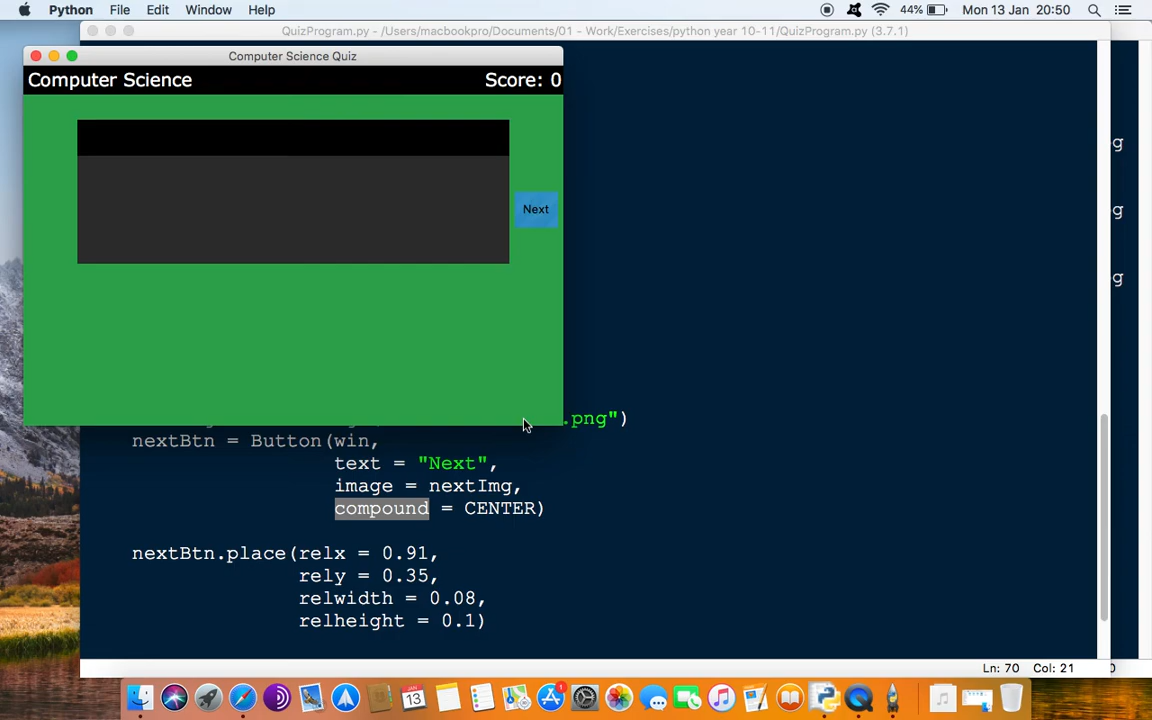 Python File Edit Window Help 44% Mon 13 Jan 20:50
QuizProgram.py - /Users/macbookpro/Documents/01 - Work/Exercises/python year 10-11/QuizProgram.py (3.7.1)
Computer Science Quiz
Computer Science Score: 0
Next
g
g
g
.png")
nextBtn = Button(win,
text = "Next",
image = nextImg,
compound = CENTER)
nextBtn.place(relx = 0.91,
rely = 0.35,
relwidth = 0.08,
relheight = 0.1)
Ln: 70 Col: 21 0
JAN
13
1